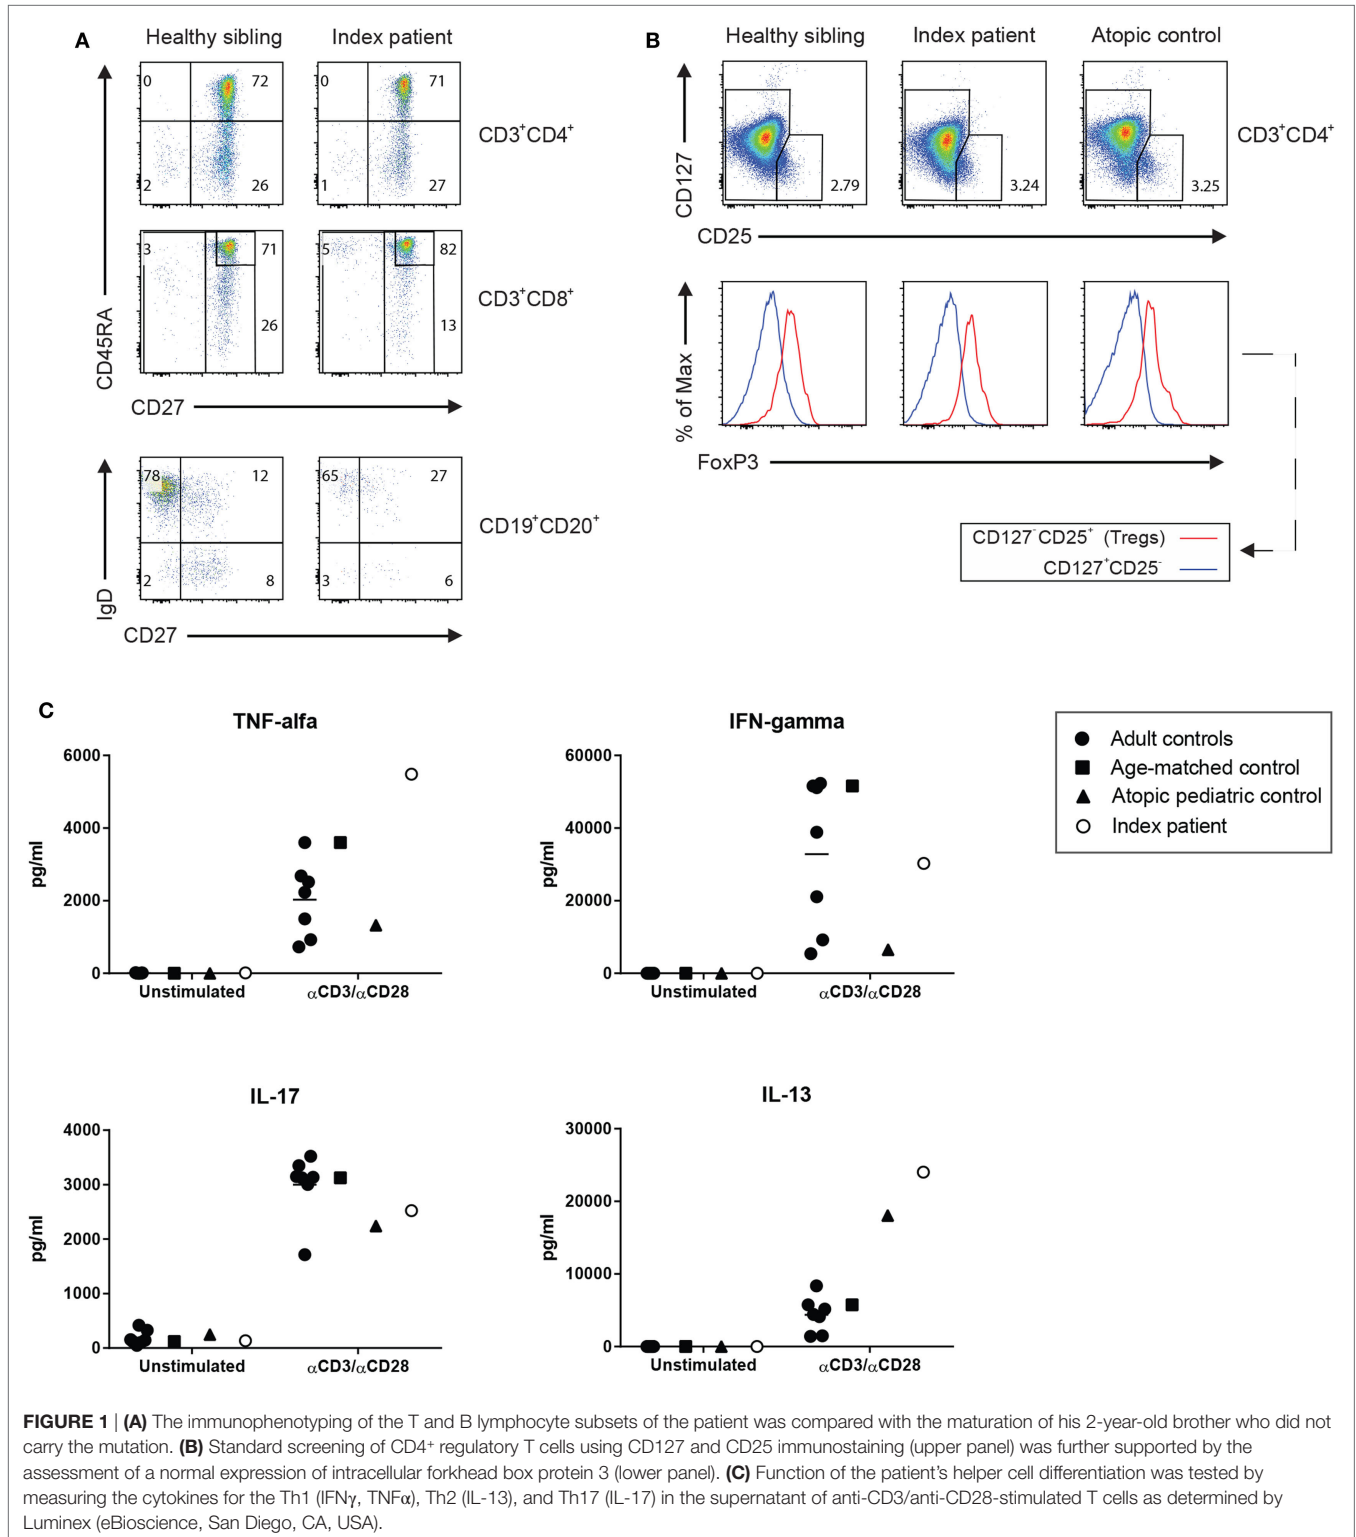 A
Healthy sibling
Index patient
0
72
0
71
CD3+CD4+
2
26
1
27
3
71
5
82
CD3+CD8+
26
13
CD45RA
CD27
78
12
65
27
CD19+CD20+
2
8
3
6
IgD
CD27
B
Healthy sibling
Index patient
Atopic control
CD3+CD4+
2.79
3.24
3.25
CD127
CD25
% of Max
FoxP3
CD127-CD25+ (Tregs)
CD127+CD25-
C
TNF-alfa
6000
4000
2000
0
pg/ml
Unstimulated
αCD3/αCD28
IFN-gamma
60000
40000
20000
0
pg/ml
Unstimulated
αCD3/αCD28
Adult controls
Age-matched control
Atopic pediatric control
Index patient
IL-17
4000
3000
2000
1000
0
pg/ml
Unstimulated
αCD3/αCD28
IL-13
30000
20000
10000
0
pg/ml
Unstimulated
αCD3/αCD28
FIGURE 1 | (A) The immunophenotyping of the T and B lymphocyte subsets of the patient was compared with the maturation of his 2-year-old brother who did not
carry the mutation. (B) Standard screening of CD4+ regulatory T cells using CD127 and CD25 immunostaining (upper panel) was further supported by the
assessment of a normal expression of intracellular forkhead box protein 3 (lower panel). (C) Function of the patient's helper cell differentiation was tested by
measuring the cytokines for the Th1 (IFNγ, TNFα), Th2 (IL-13), and Th17 (IL-17) in the supernatant of anti-CD3/anti-CD28-stimulated T cells as determined by
Luminex (eBioscience, San Diego, CA, USA).